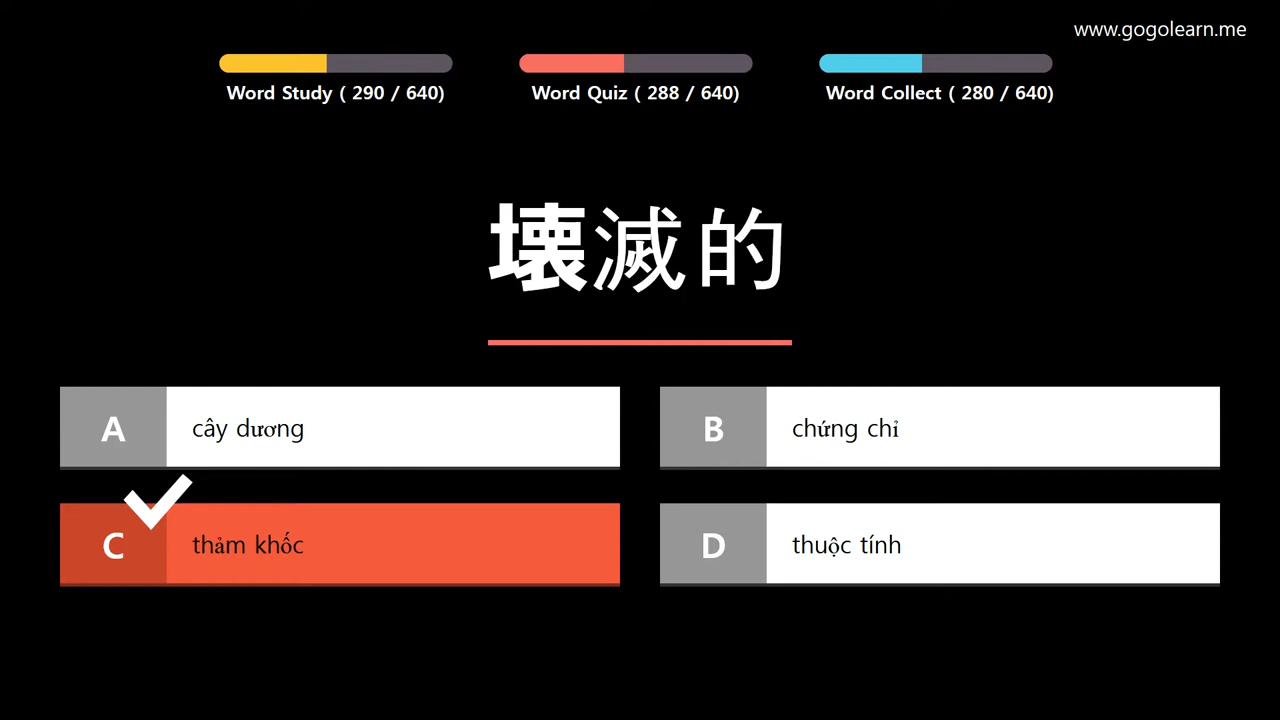 www.gogolearn.me
Word Study ( 290 / 640)
Word Quiz ( 288 / 640)
Word Collect ( 280 / 640)
壊滅的
A cây dương
B chứng chỉ
C thảm khốc
D thuộc tính